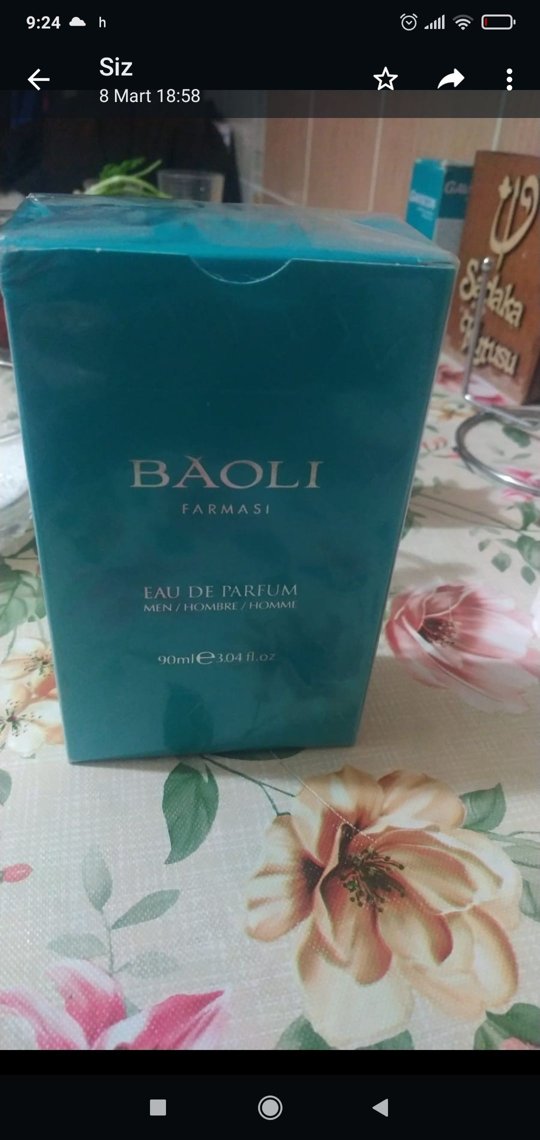 9:24
h
Siz
8 Mart 18:58
Sadaka
Kutusu
BÀOLI
FARMASI
EAU DE PARFUM
MEN / HOMBRE / HOMME
90ml e 3.04 fl.oz